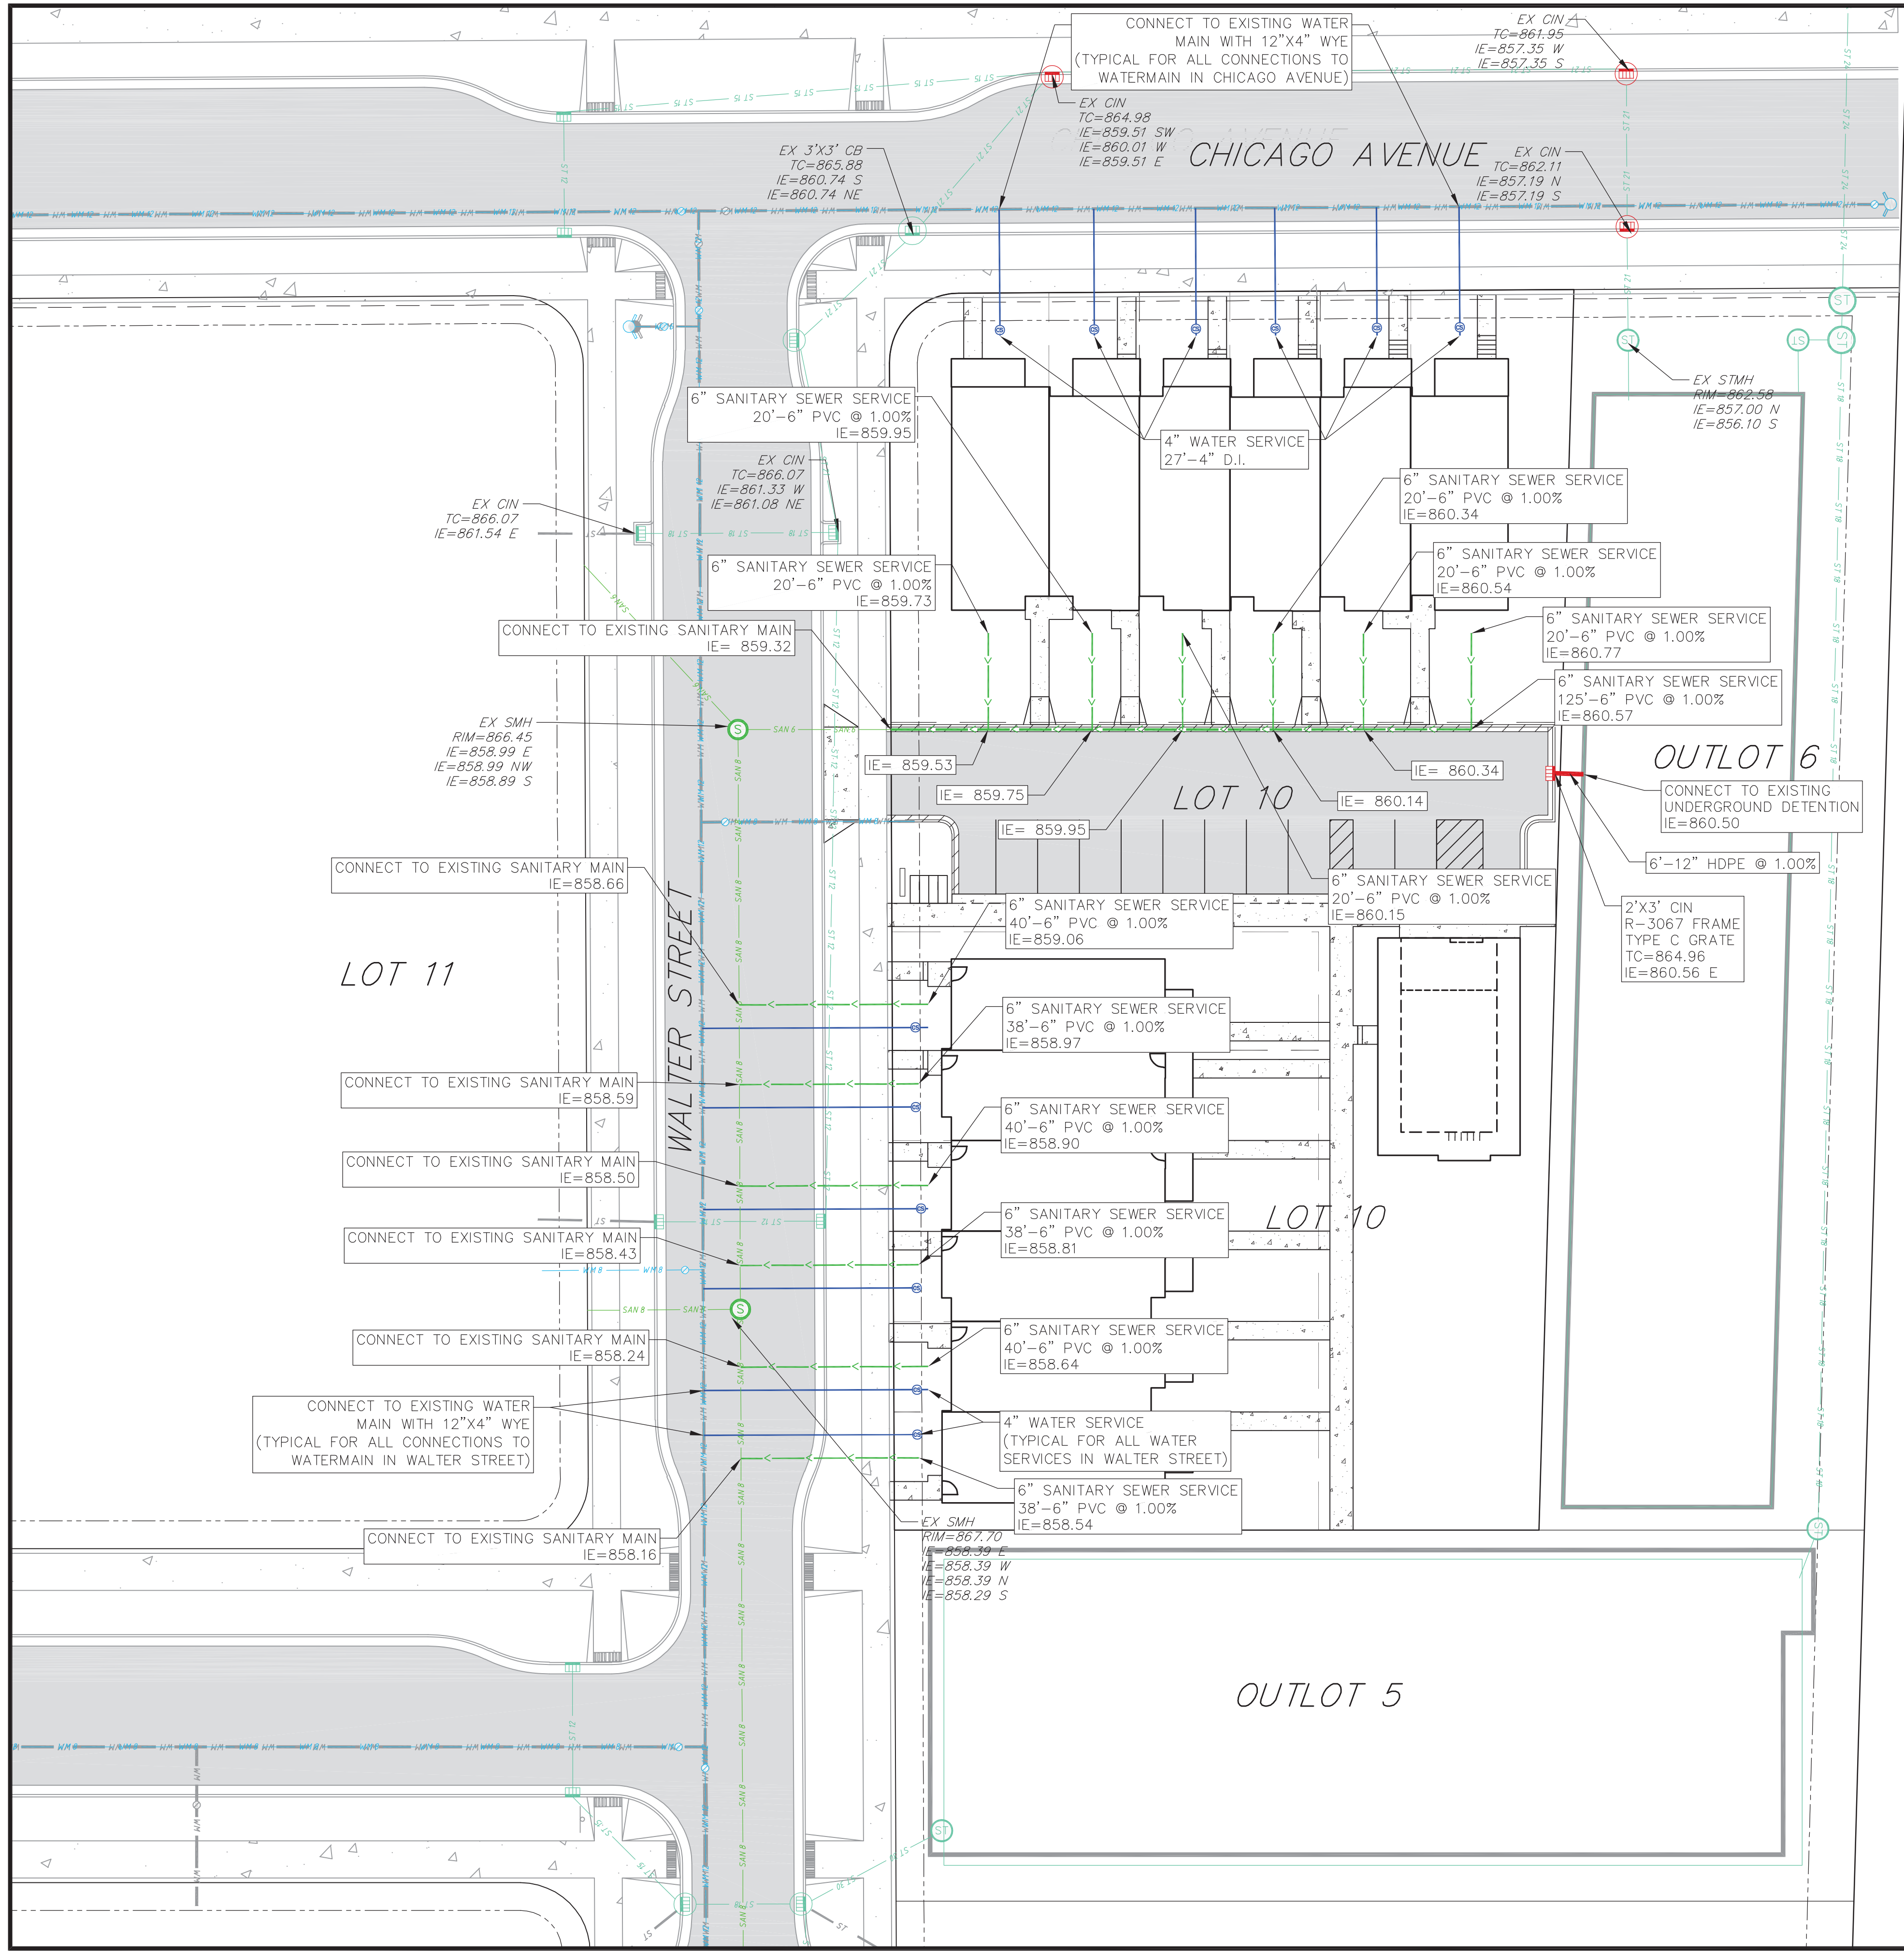 CONNECT TO EXISTING WATER
MAIN WITH 12"X4" WYE
(TYPICAL FOR ALL CONNECTIONS TO
WATERMAIN IN CHICAGO AVENUE)
EX CIN
TC=861.95
IE=857.35 W
IE=857.35 S
EX CIN
TC=864.98
IE=859.51 SW
IE=860.01 W
IE=859.51 E
CHICAGO AVENUE
EX 3'X3' CB
TC=865.88
IE=860.74 S
IE=860.74 NE
EX CIN
TC=862.11
IE=857.19 N
IE=857.19 S
EX STMH
RIM=862.58
IE=857.00 N
IE=856.10 S
6" SANITARY SEWER SERVICE
20'-6" PVC @ 1.00%
IE=859.95
4" WATER SERVICE
27'-4" D.I.
EX CIN
TC=866.07
IE=861.33 W
IE=861.08 NE
EX CIN
TC=866.07
IE=861.54 E
6" SANITARY SEWER SERVICE
20'-6" PVC @ 1.00%
IE=860.34
6" SANITARY SEWER SERVICE
20'-6" PVC @ 1.00%
IE=859.73
6" SANITARY SEWER SERVICE
20'-6" PVC @ 1.00%
IE=860.54
CONNECT TO EXISTING SANITARY MAIN
IE= 859.32
6" SANITARY SEWER SERVICE
20'-6" PVC @ 1.00%
IE=860.77
6" SANITARY SEWER SERVICE
125'-6" PVC @ 1.00%
IE=860.57
EX SMH
RIM=866.45
IE=858.99 E
IE=858.99 NW
IE=858.89 S
IE= 859.53
IE= 859.75
IE= 859.95
IE= 860.14
IE= 860.34
LOT 10
OUTLOT 6
CONNECT TO EXISTING
UNDERGROUND DETENTION
IE=860.50
6'-12" HDPE @ 1.00%
2'X3' CIN
R-3067 FRAME
TYPE C GRATE
TC=864.96
IE=860.56 E
6" SANITARY SEWER SERVICE
20'-6" PVC @ 1.00%
IE=860.15
CONNECT TO EXISTING SANITARY MAIN
IE=858.66
6" SANITARY SEWER SERVICE
40'-6" PVC @ 1.00%
IE=859.06
LOT 11
WALTER STREET
6" SANITARY SEWER SERVICE
38'-6" PVC @ 1.00%
IE=858.97
CONNECT TO EXISTING SANITARY MAIN
IE=858.59
6" SANITARY SEWER SERVICE
40'-6" PVC @ 1.00%
IE=858.90
CONNECT TO EXISTING SANITARY MAIN
IE=858.50
6" SANITARY SEWER SERVICE
38'-6" PVC @ 1.00%
IE=858.81
LOT 10
CONNECT TO EXISTING SANITARY MAIN
IE=858.43
6" SANITARY SEWER SERVICE
40'-6" PVC @ 1.00%
IE=858.64
CONNECT TO EXISTING SANITARY MAIN
IE=858.24
CONNECT TO EXISTING WATER
MAIN WITH 12"X4" WYE
(TYPICAL FOR ALL CONNECTIONS TO
WATERMAIN IN WALTER STREET)
4" WATER SERVICE
(TYPICAL FOR ALL WATER
SERVICES IN WALTER STREET)
6" SANITARY SEWER SERVICE
38'-6" PVC @ 1.00%
IE=858.54
CONNECT TO EXISTING SANITARY MAIN
IE=858.16
EX SMH
RIM=867.70
IE=858.39 E
IE=858.39 W
IE=858.39 N
IE=858.29 S
OUTLOT 5